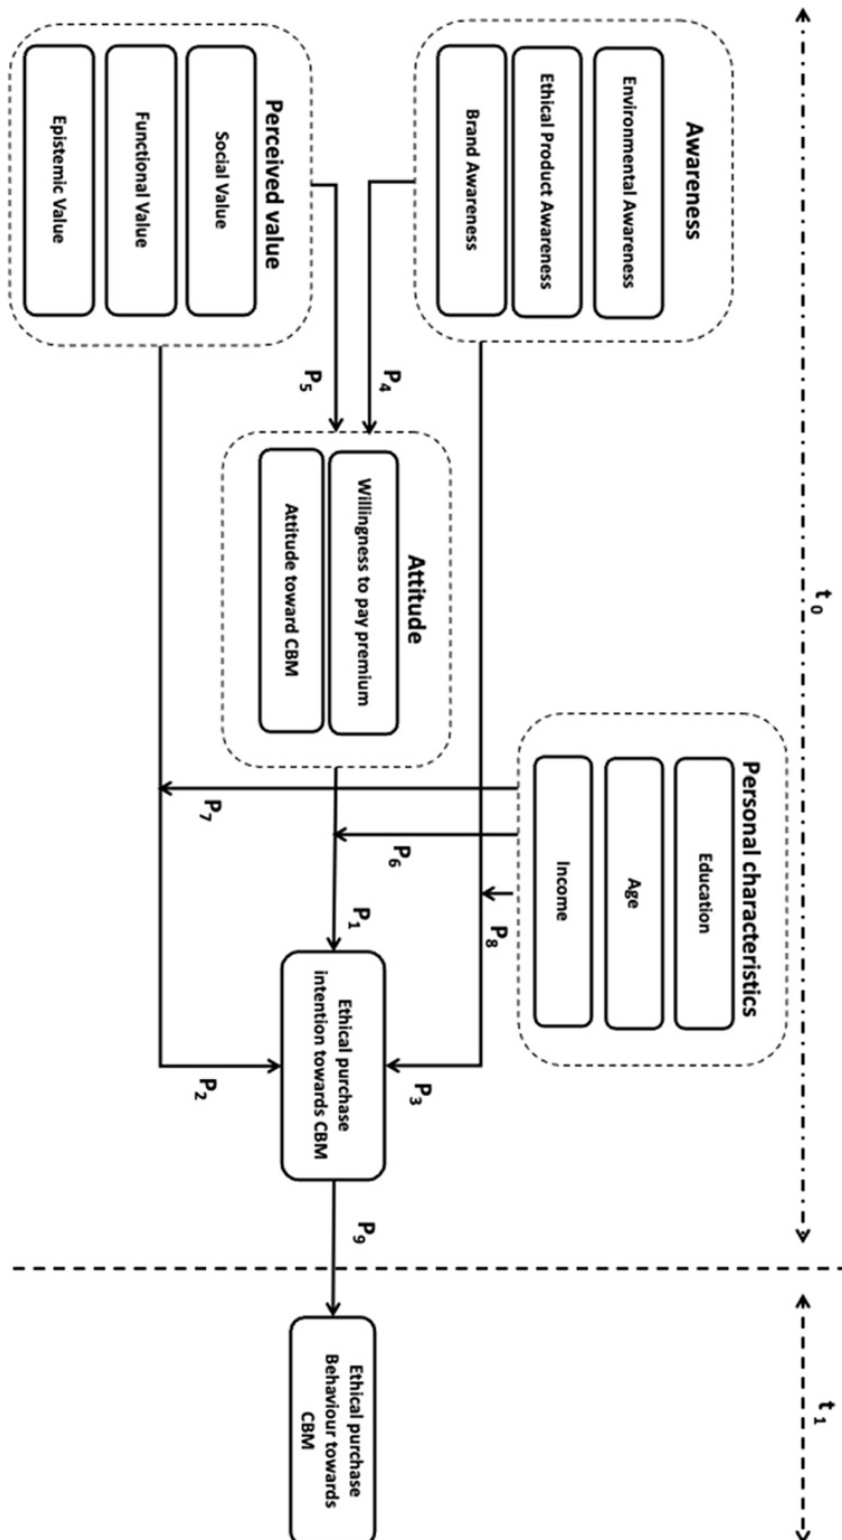 t0
t1
Awareness
Environmental Awareness
Ethical Product Awareness
Brand Awareness
Personal characteristics
Education
Age
Income
P4
P5
Attitude
Willingness to pay premium
Attitude toward CBM
P8
P6
P7
P1
P3
P2
Ethical purchase
intention towards CBM
P9
Ethical purchase
Behaviour towards
CBM
Perceived value
Social Value
Functional Value
Epistemic Value